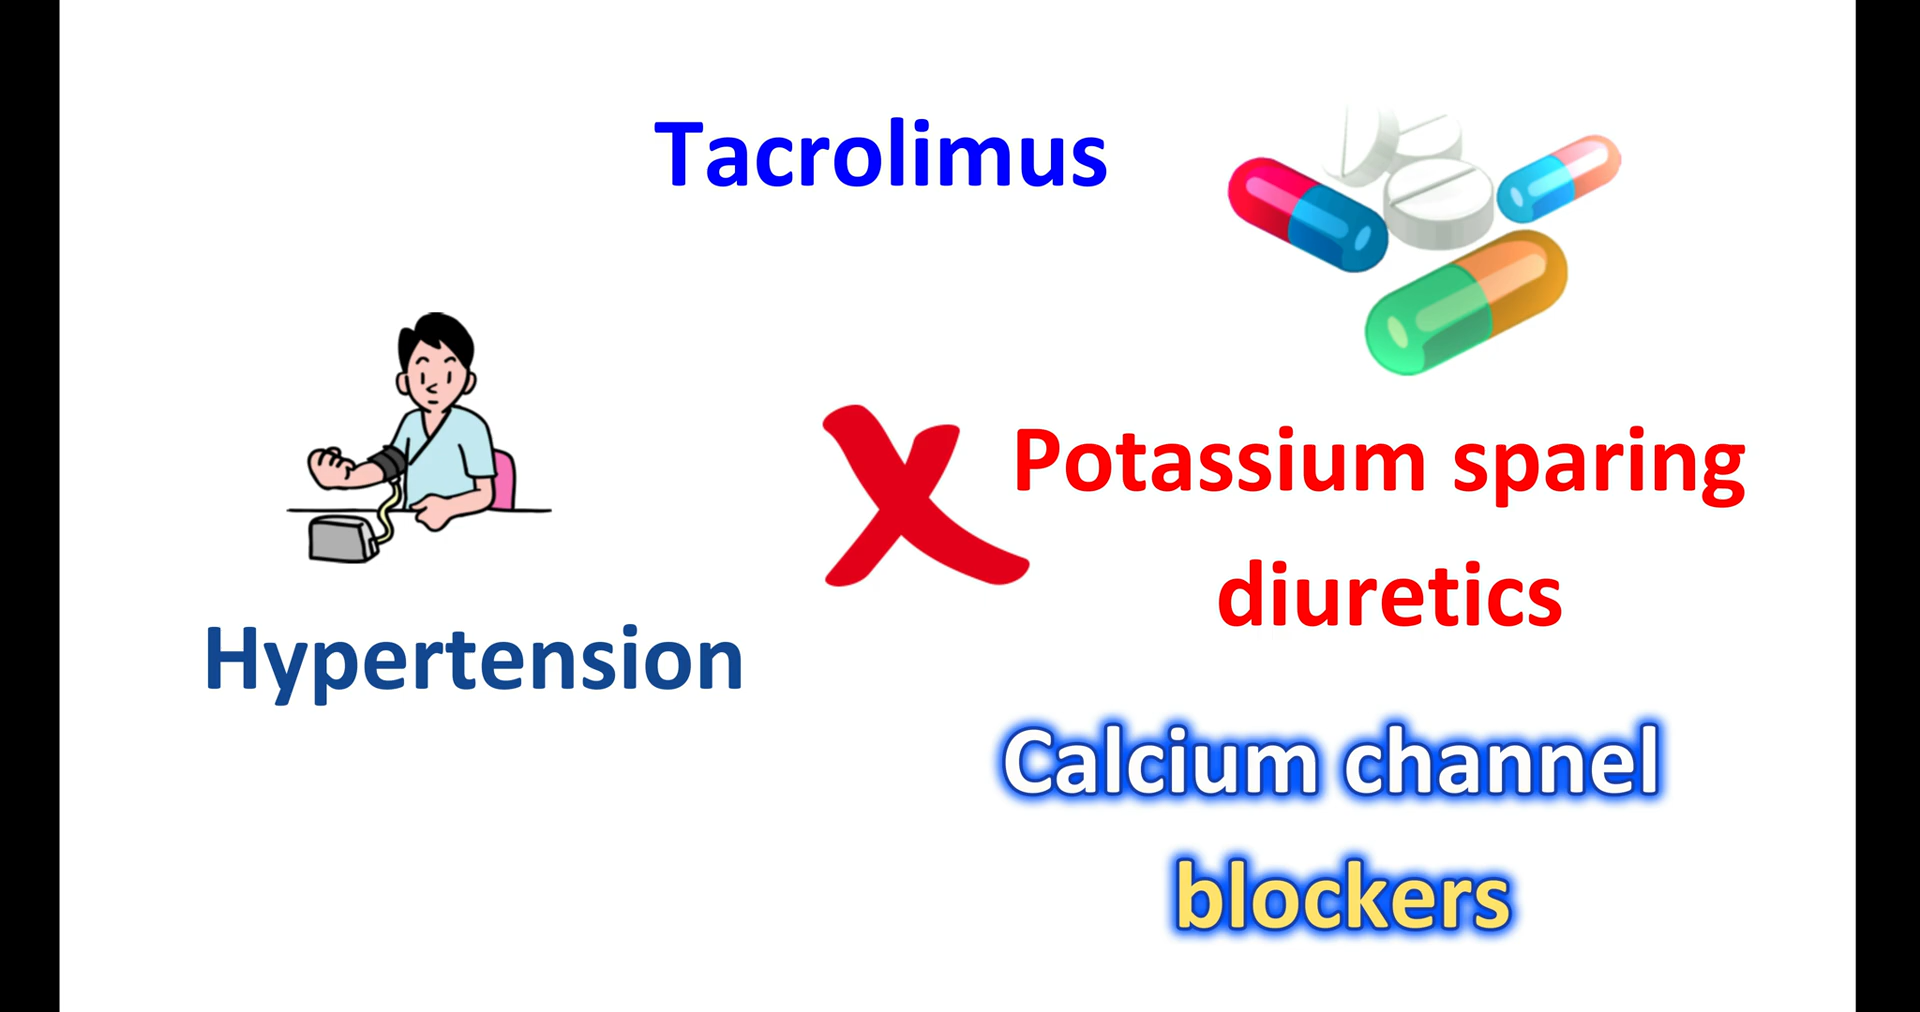 Tacrolimus
Potassium sparing
diuretics
Hypertension
Calcium channel
blockers